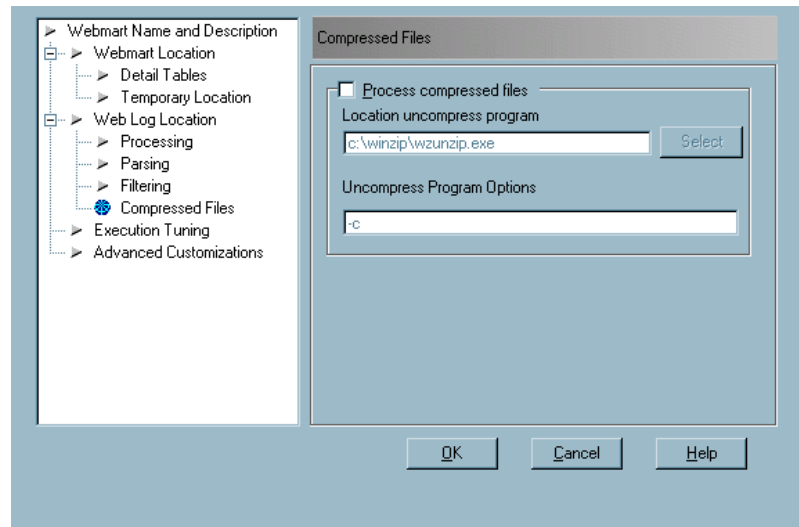 Webmart Name and Description
Webmart Location
Detail Tables
Temporary Location
Web Log Location
Processing
Parsing
Filtering
Compressed Files
Execution Tuning
Advanced Customizations
Compressed Files
Process compressed files
Location uncompress program
c:\winzip\wzunzip.exe
Select
Uncompress Program Options
-c
OK
Cancel
Help